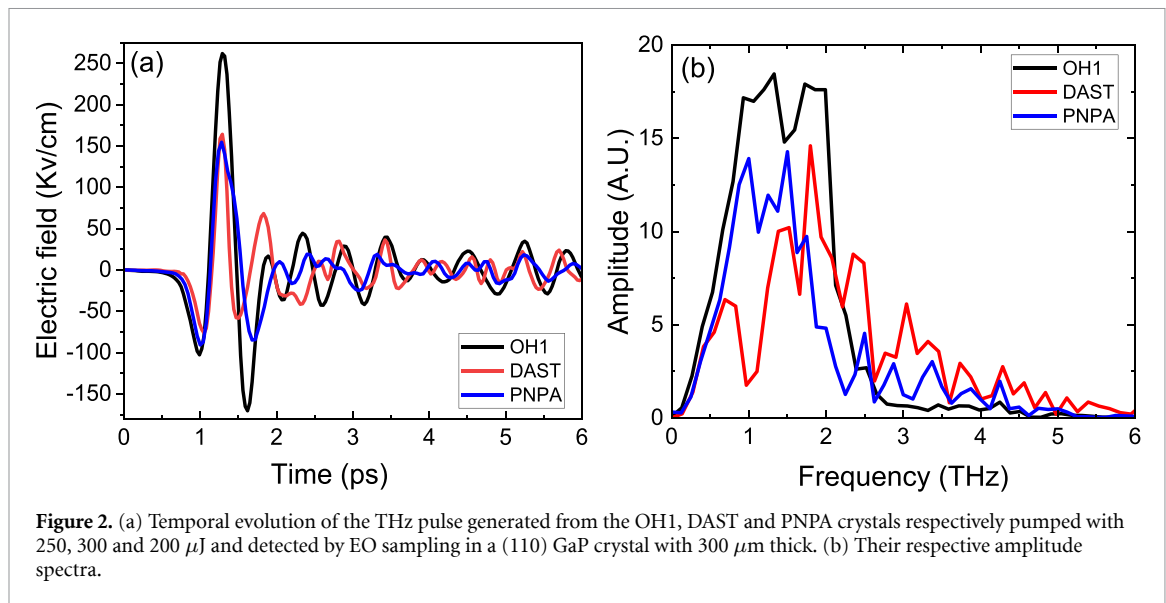 (a)
250
200
150
100
50
0
-50
-100
-150
Electric field (Kv/cm)
OH1
DAST
PNPA
0 1 2 3 4 5 6
Time (ps)
(b)
20
15
10
5
0
Amplitude (A.U.)
OH1
DAST
PNPA
0 1 2 3 4 5 6
Frequency (THz)
Figure 2. (a) Temporal evolution of the THz pulse generated from the OH1, DAST and PNPA crystals respectively pumped with
250, 300 and 200 μJ and detected by EO sampling in a (110) GaP crystal with 300 μm thick. (b) Their respective amplitude
spectra.